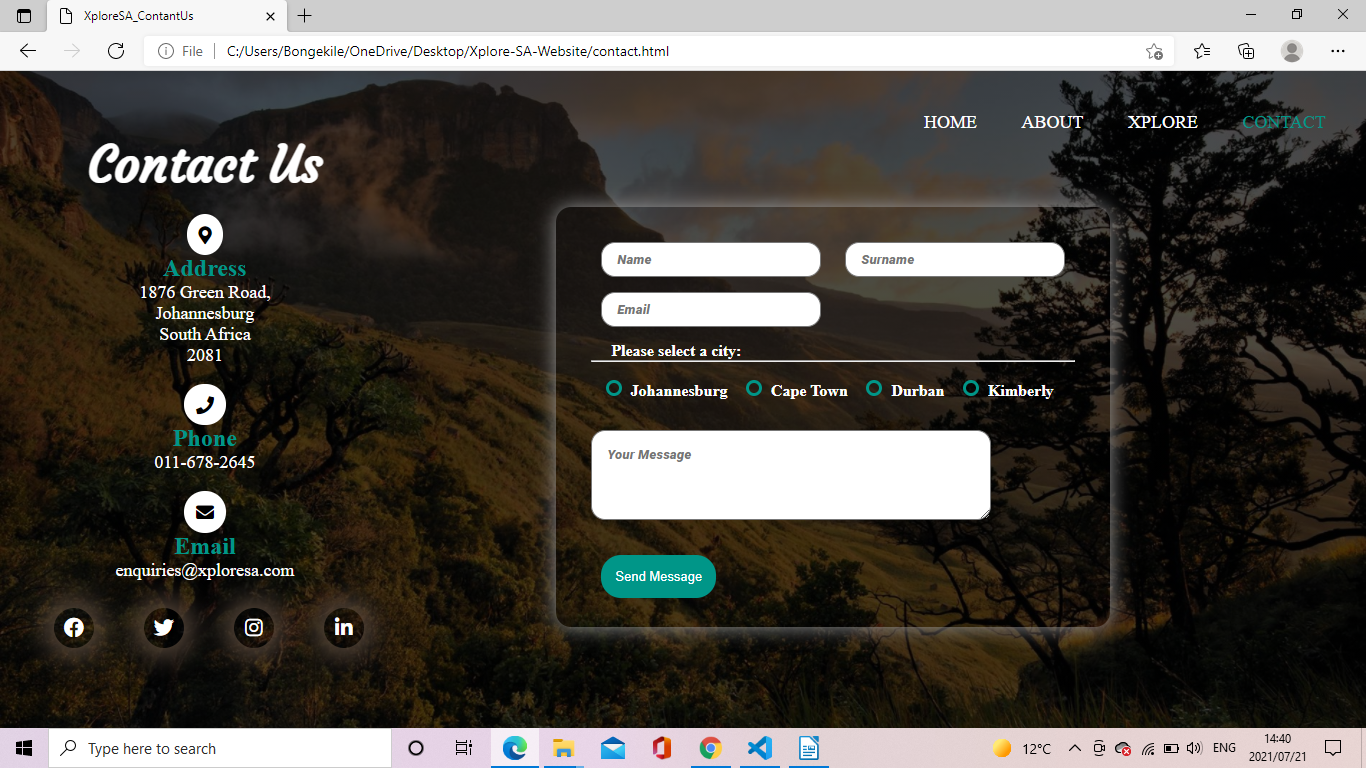 XploreSA_ContantUs
File
C:/Users/Bongekile/OneDrive/Desktop/Xplore-SA-Website/contact.html
HOME ABOUT XPLORE CONTACT
Contact Us
Address
1876 Green Road,
Johannesburg
South Africa
2081
Phone
011-678-2645
Email
enquiries@xploresa.com
Name Surname
Email
Please select a city:
Johannesburg Cape Town Durban Kimberly
Your Message
Send Message
Type here to search
12°C
ENG
14:40
2021/07/21